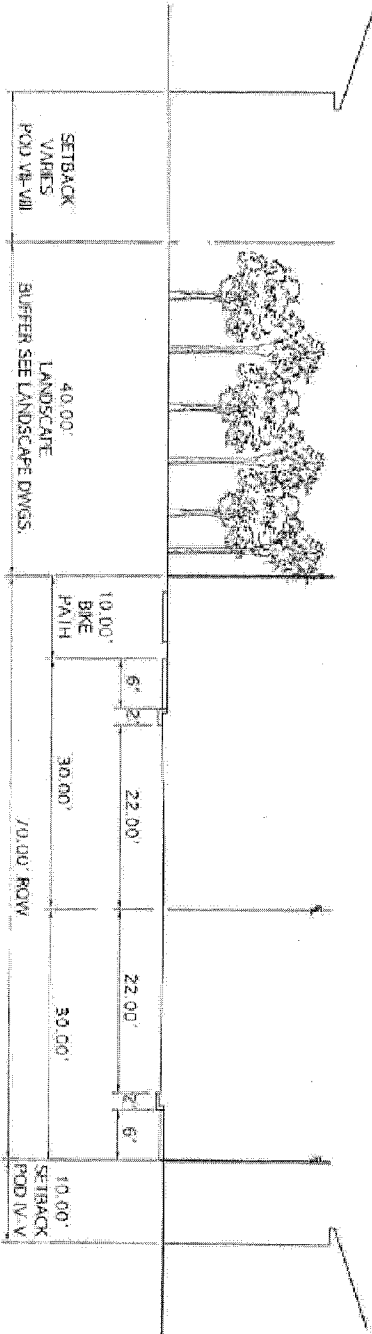 SETBACK
VARIES
POD VII-VIII
40.00'
LANDSCAPE
BUFFER SEE LANDSCAPE DWGS.
10.00'
BIKE
PATH
6'
2'
22.00'
22.00'
2'
6'
30.00'
30.00'
70.00' ROW
10.00'
SETBACK
POD IV-V